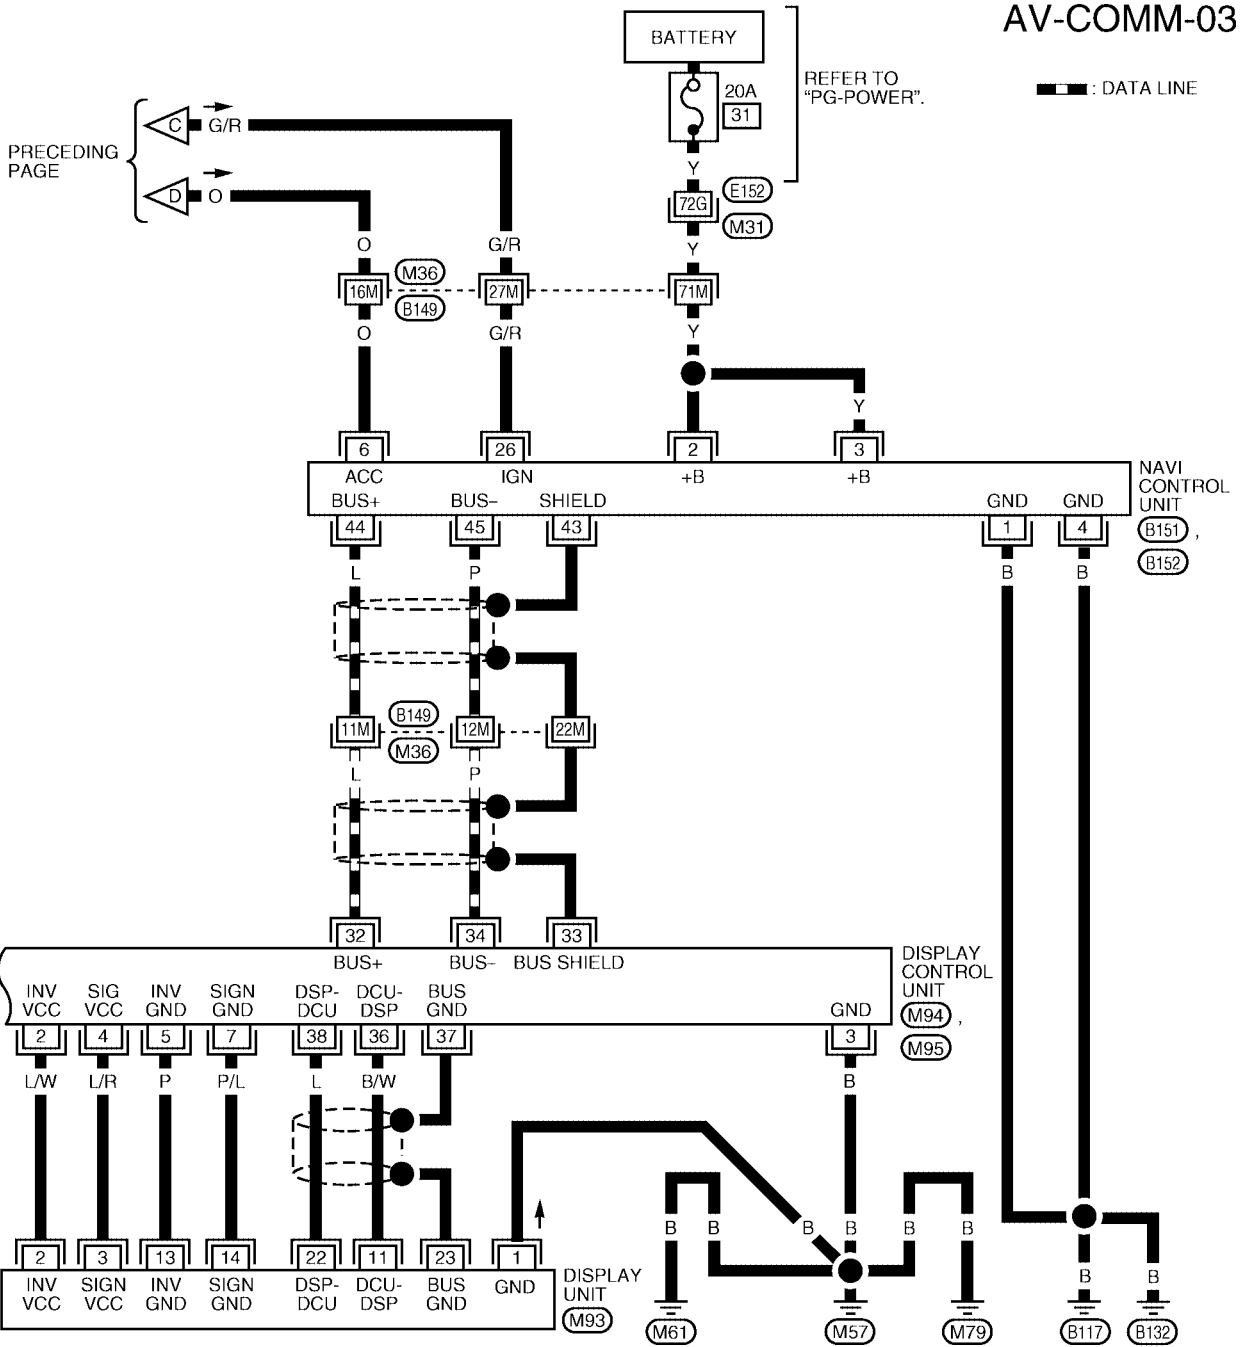 AV-COMM-03
BATTERY
REFER TO
“PG-POWER”.
20A
31
: DATA LINE
PRECEDING
PAGE
C
G/R
D
O
Y
72G
E152
M31
O
G/R
Y
16M
M36
B149
27M
71M
O
G/R
Y
Y
6
26
2
3
ACC
IGN
+B
+B
BUS+
BUS–
SHIELD
GND
GND
44
45
43
1
4
NAVI
CONTROL
UNIT
B151 ,
B152
L
P
B
B
11M
B149
M36
12M
22M
L
P
32
34
33
BUS+
BUS–
BUS SHIELD
DISPLAY
CONTROL
UNIT
M94 ,
M95
INV
VCC
SIG
VCC
INV
GND
SIGN
GND
DSP-
DCU
DCU-
DSP
BUS
GND
GND
2
4
5
7
38
36
37
3
L/W
L/R
P
P/L
L
B/W
B
B
B
B
B
B
B
2
3
13
14
22
11
23
1
INV
VCC
SIGN
VCC
INV
GND
SIGN
GND
DSP-
DCU
DCU-
DSP
BUS
GND
GND
DISPLAY
UNIT
M93
B
B
M61
M57
M79
B117
B132